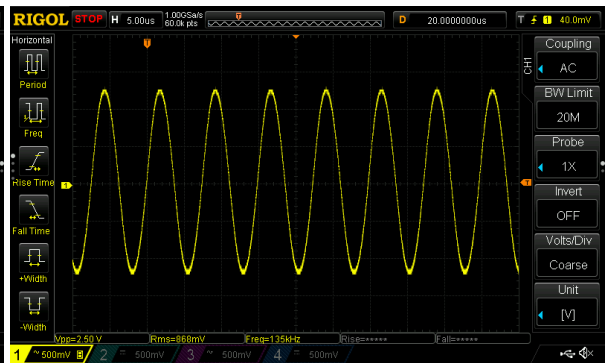 RIGOL STOP H 5.00us 1.00GSa/s 60.0k pts D 20.0000000us T 1 40.0mV
Horizontal
Period
Freq
Rise Time
Fall Time
+Width
-Width
1
T
CH1
Coupling
AC
BW Limit
20M
Probe
1X
Invert
OFF
Volts/Div
Coarse
Unit
[V]
Vpp=2.50 V Rms=868mV Freq=135kHz Rise=***** Fall=*****
1 ~ 500mV B 2 = 500mV 3 ~ 500mV 4 = 500mV